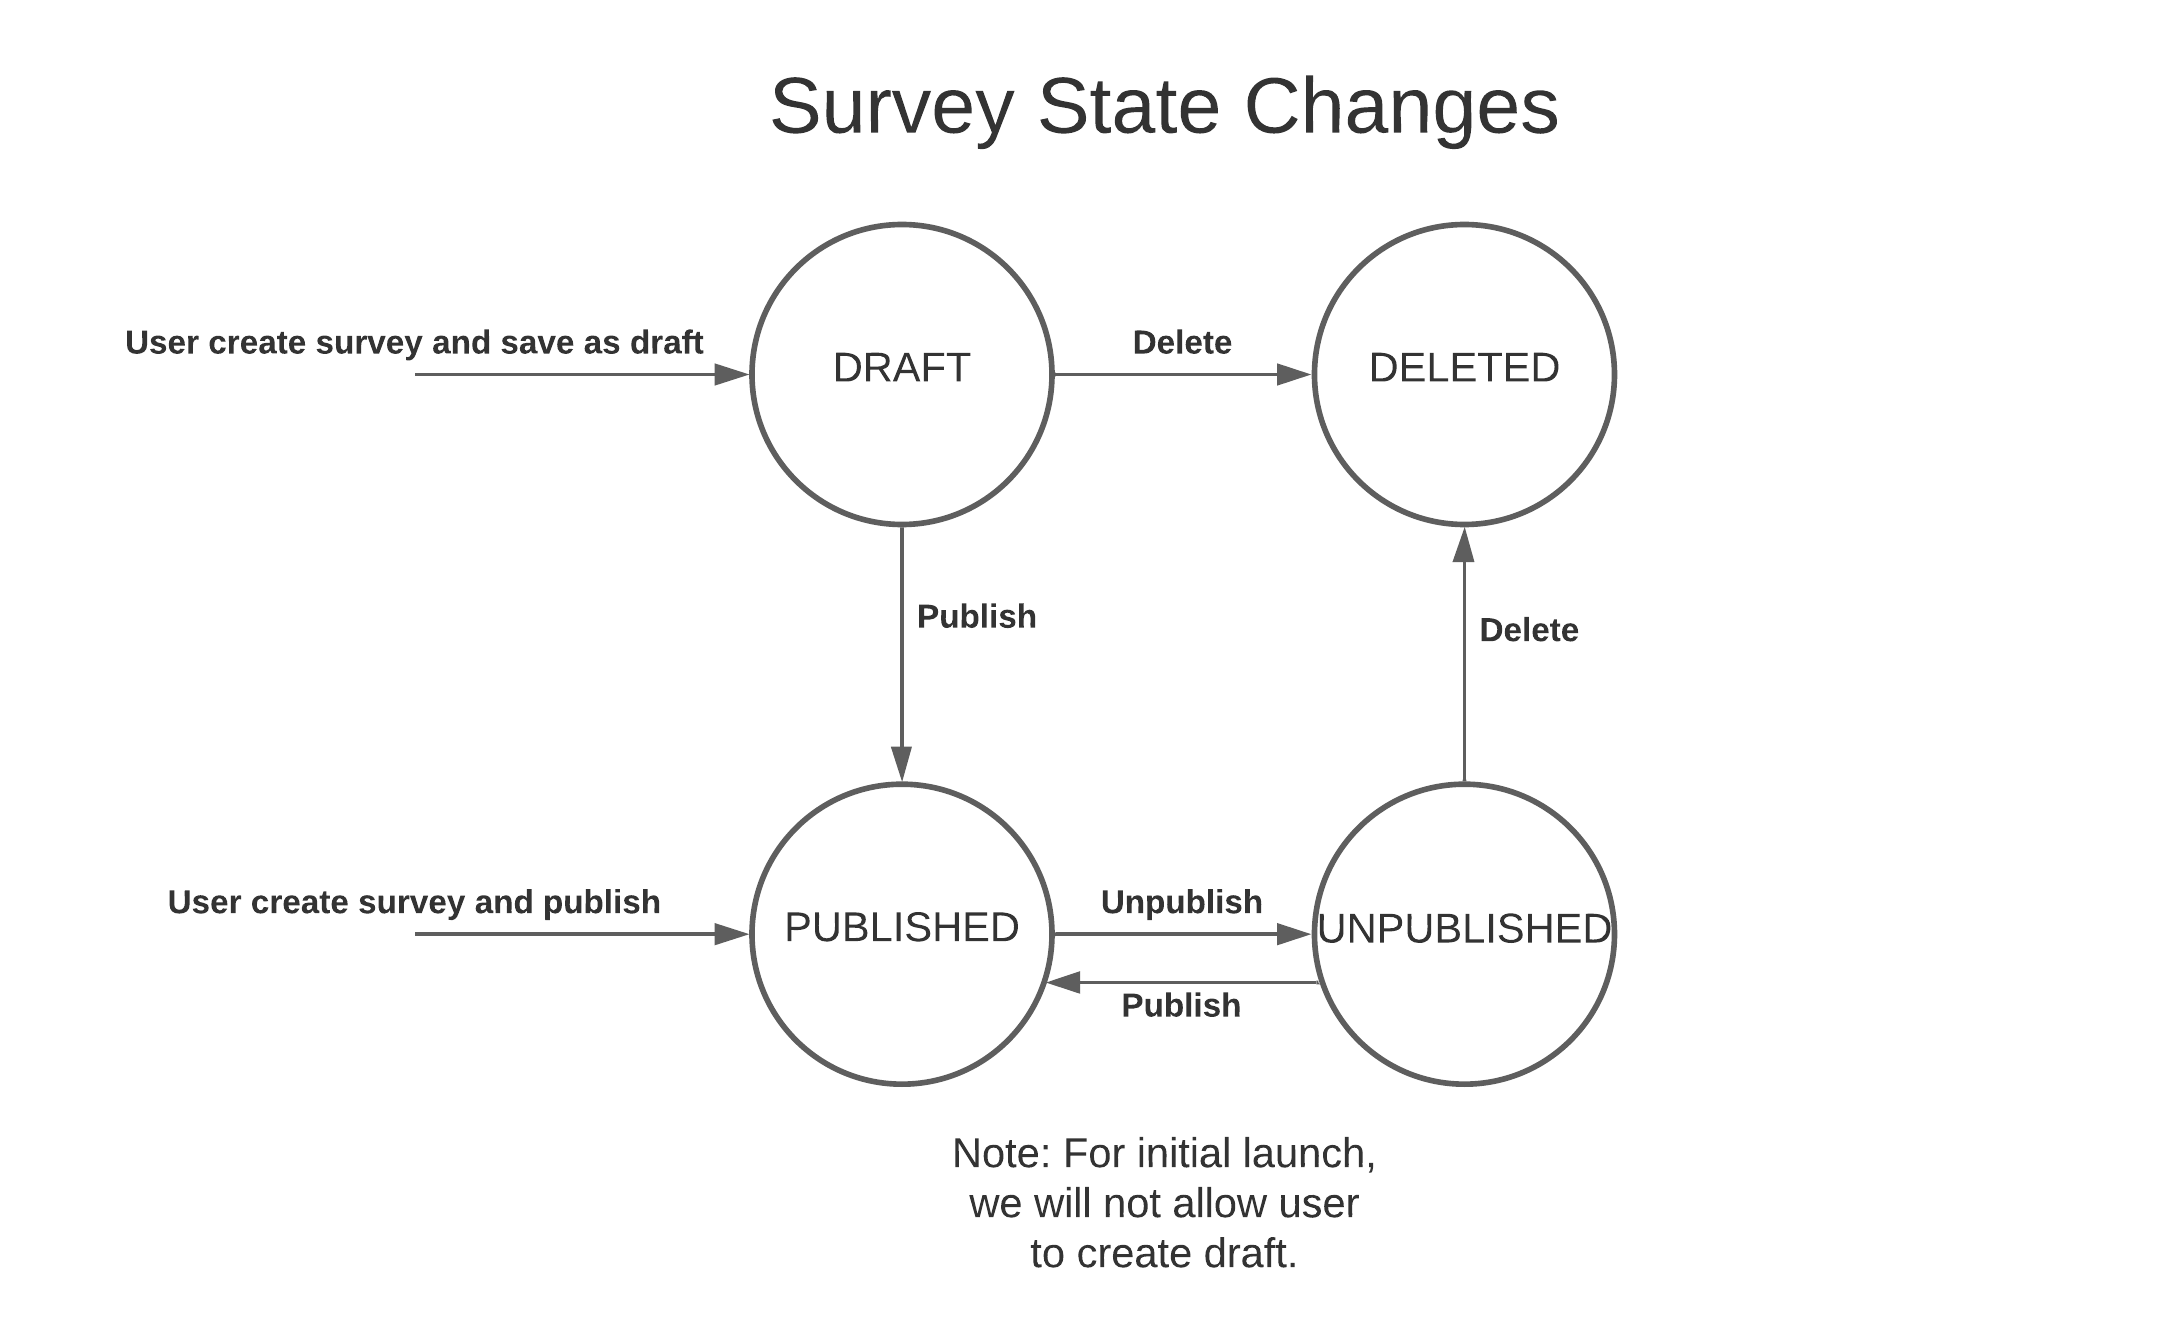 Survey State Changes
User create survey and save as draft
DRAFT
Delete
DELETED
Publish
Delete
User create survey and publish
PUBLISHED
Unpublish
UNPUBLISHED
Publish
Note: For initial launch,
we will not allow user
to create draft.